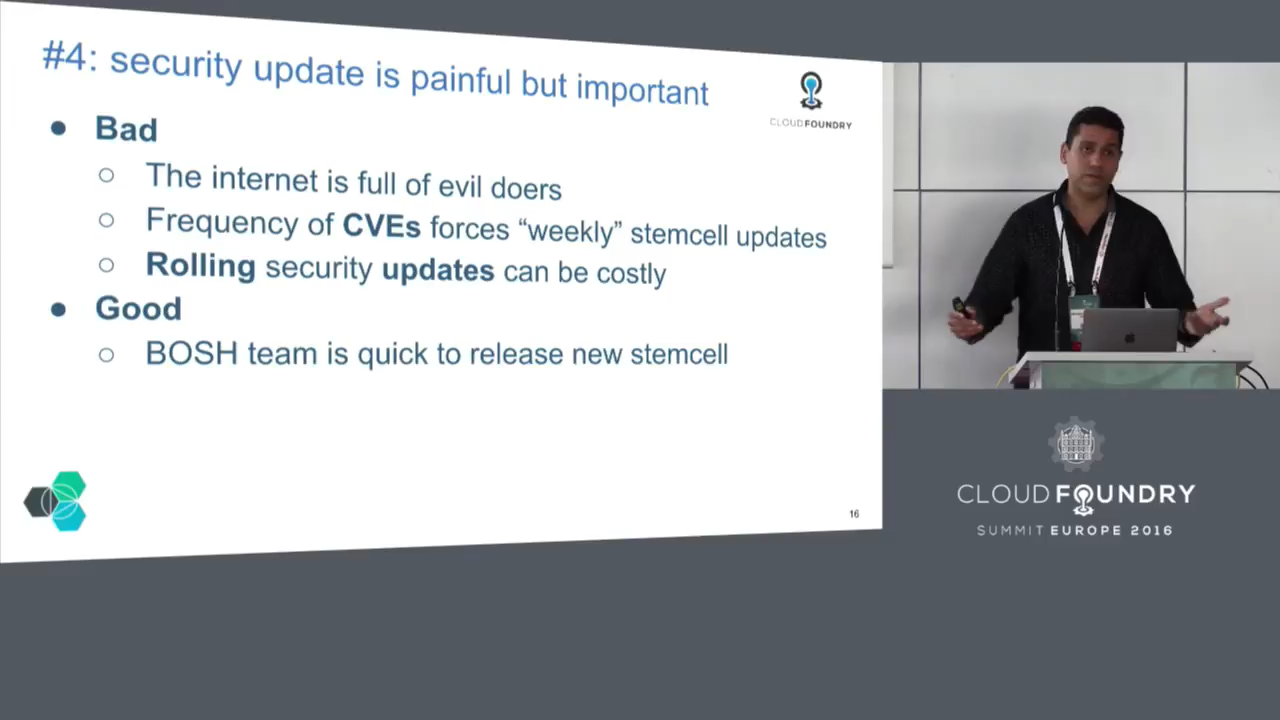 #4: security update is painful but important
CLOUDFOUNDRY
● Bad
○ The internet is full of evil doers
○ Frequency of CVEs forces “weekly” stemcell updates
○ Rolling security updates can be costly
● Good
○ BOSH team is quick to release new stemcell
16
CLOUD FOUNDRY
SUMMIT EUROPE 2016